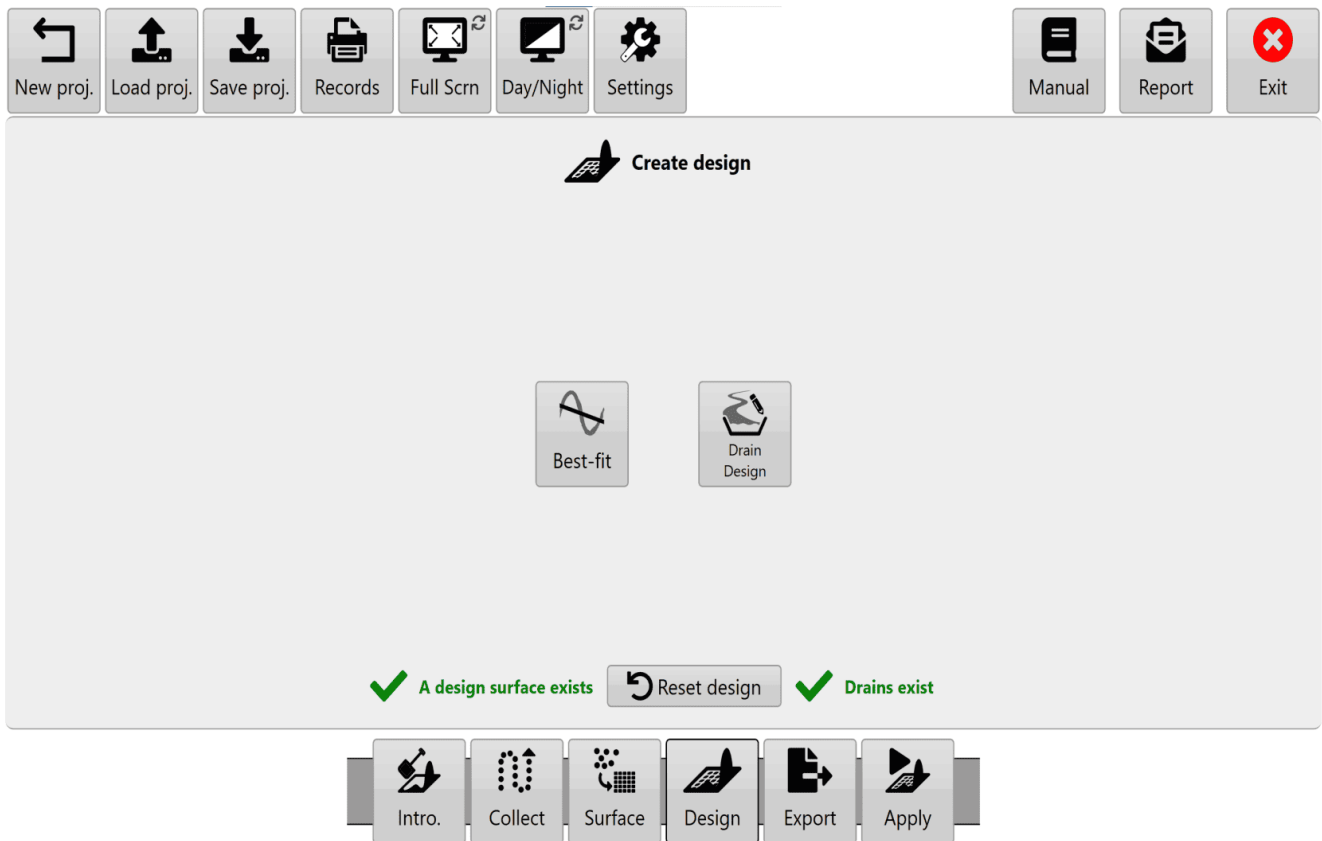 New proj.
Load proj.
Save proj.
Records
Full Scrn
Day/Night
Settings
Manual
Report
Exit
Create design
Best-fit
Drain
Design
A design surface exists
Reset design
Drains exist
Intro.
Collect
Surface
Design
Export
Apply